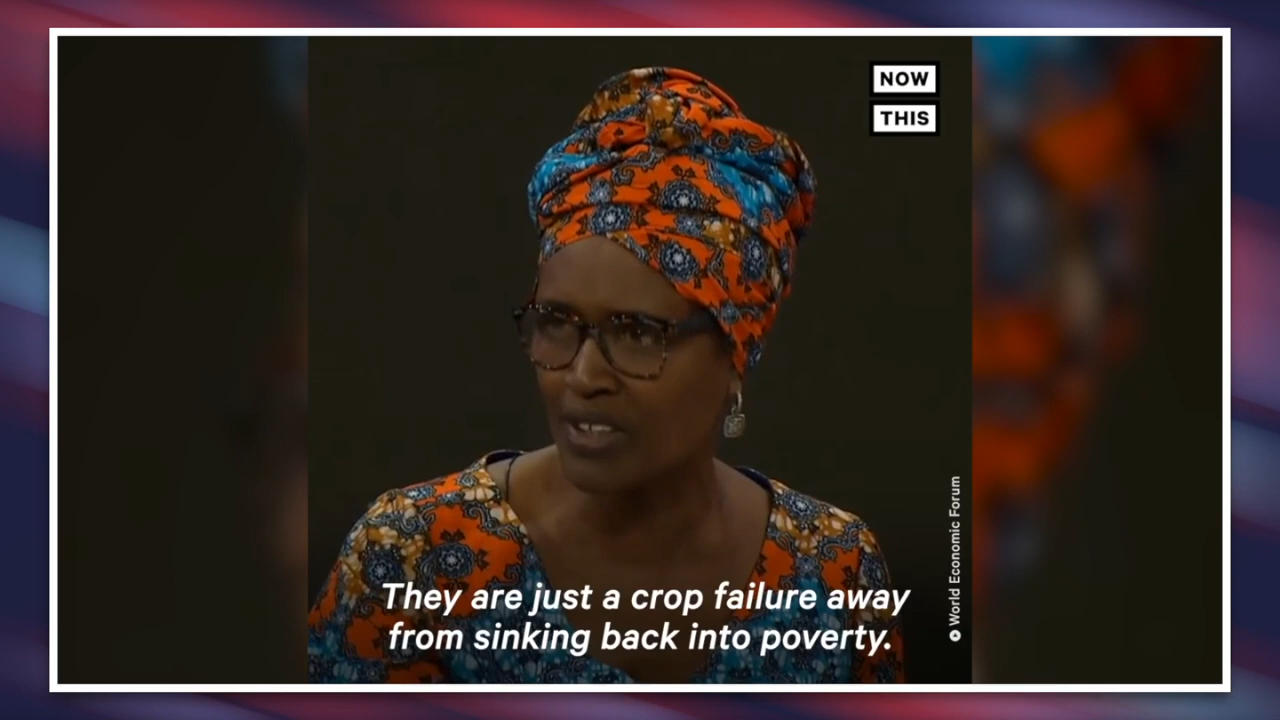 NOW
THIS
They are just a crop failure away
from sinking back into poverty.
© World Economic Forum